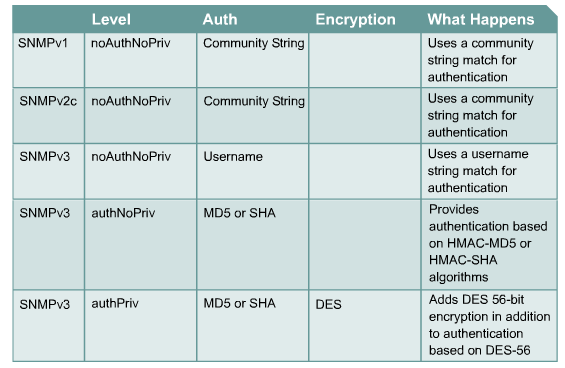 Level Auth Encryption What Happens
SNMPv1 noAuthNoPriv Community String Uses a community
string match for
authentication
SNMPv2c noAuthNoPriv Community String Uses a community
string match for
authentication
SNMPv3 noAuthNoPriv Username Uses a username
string match for
authentication
SNMPv3 authNoPriv MD5 or SHA Provides
authentication based
on HMAC-MD5 or
HMAC-SHA
algorithms
SNMPv3 authPriv MD5 or SHA DES Adds DES 56-bit
encryption in addition
to authentication
based on DES-56